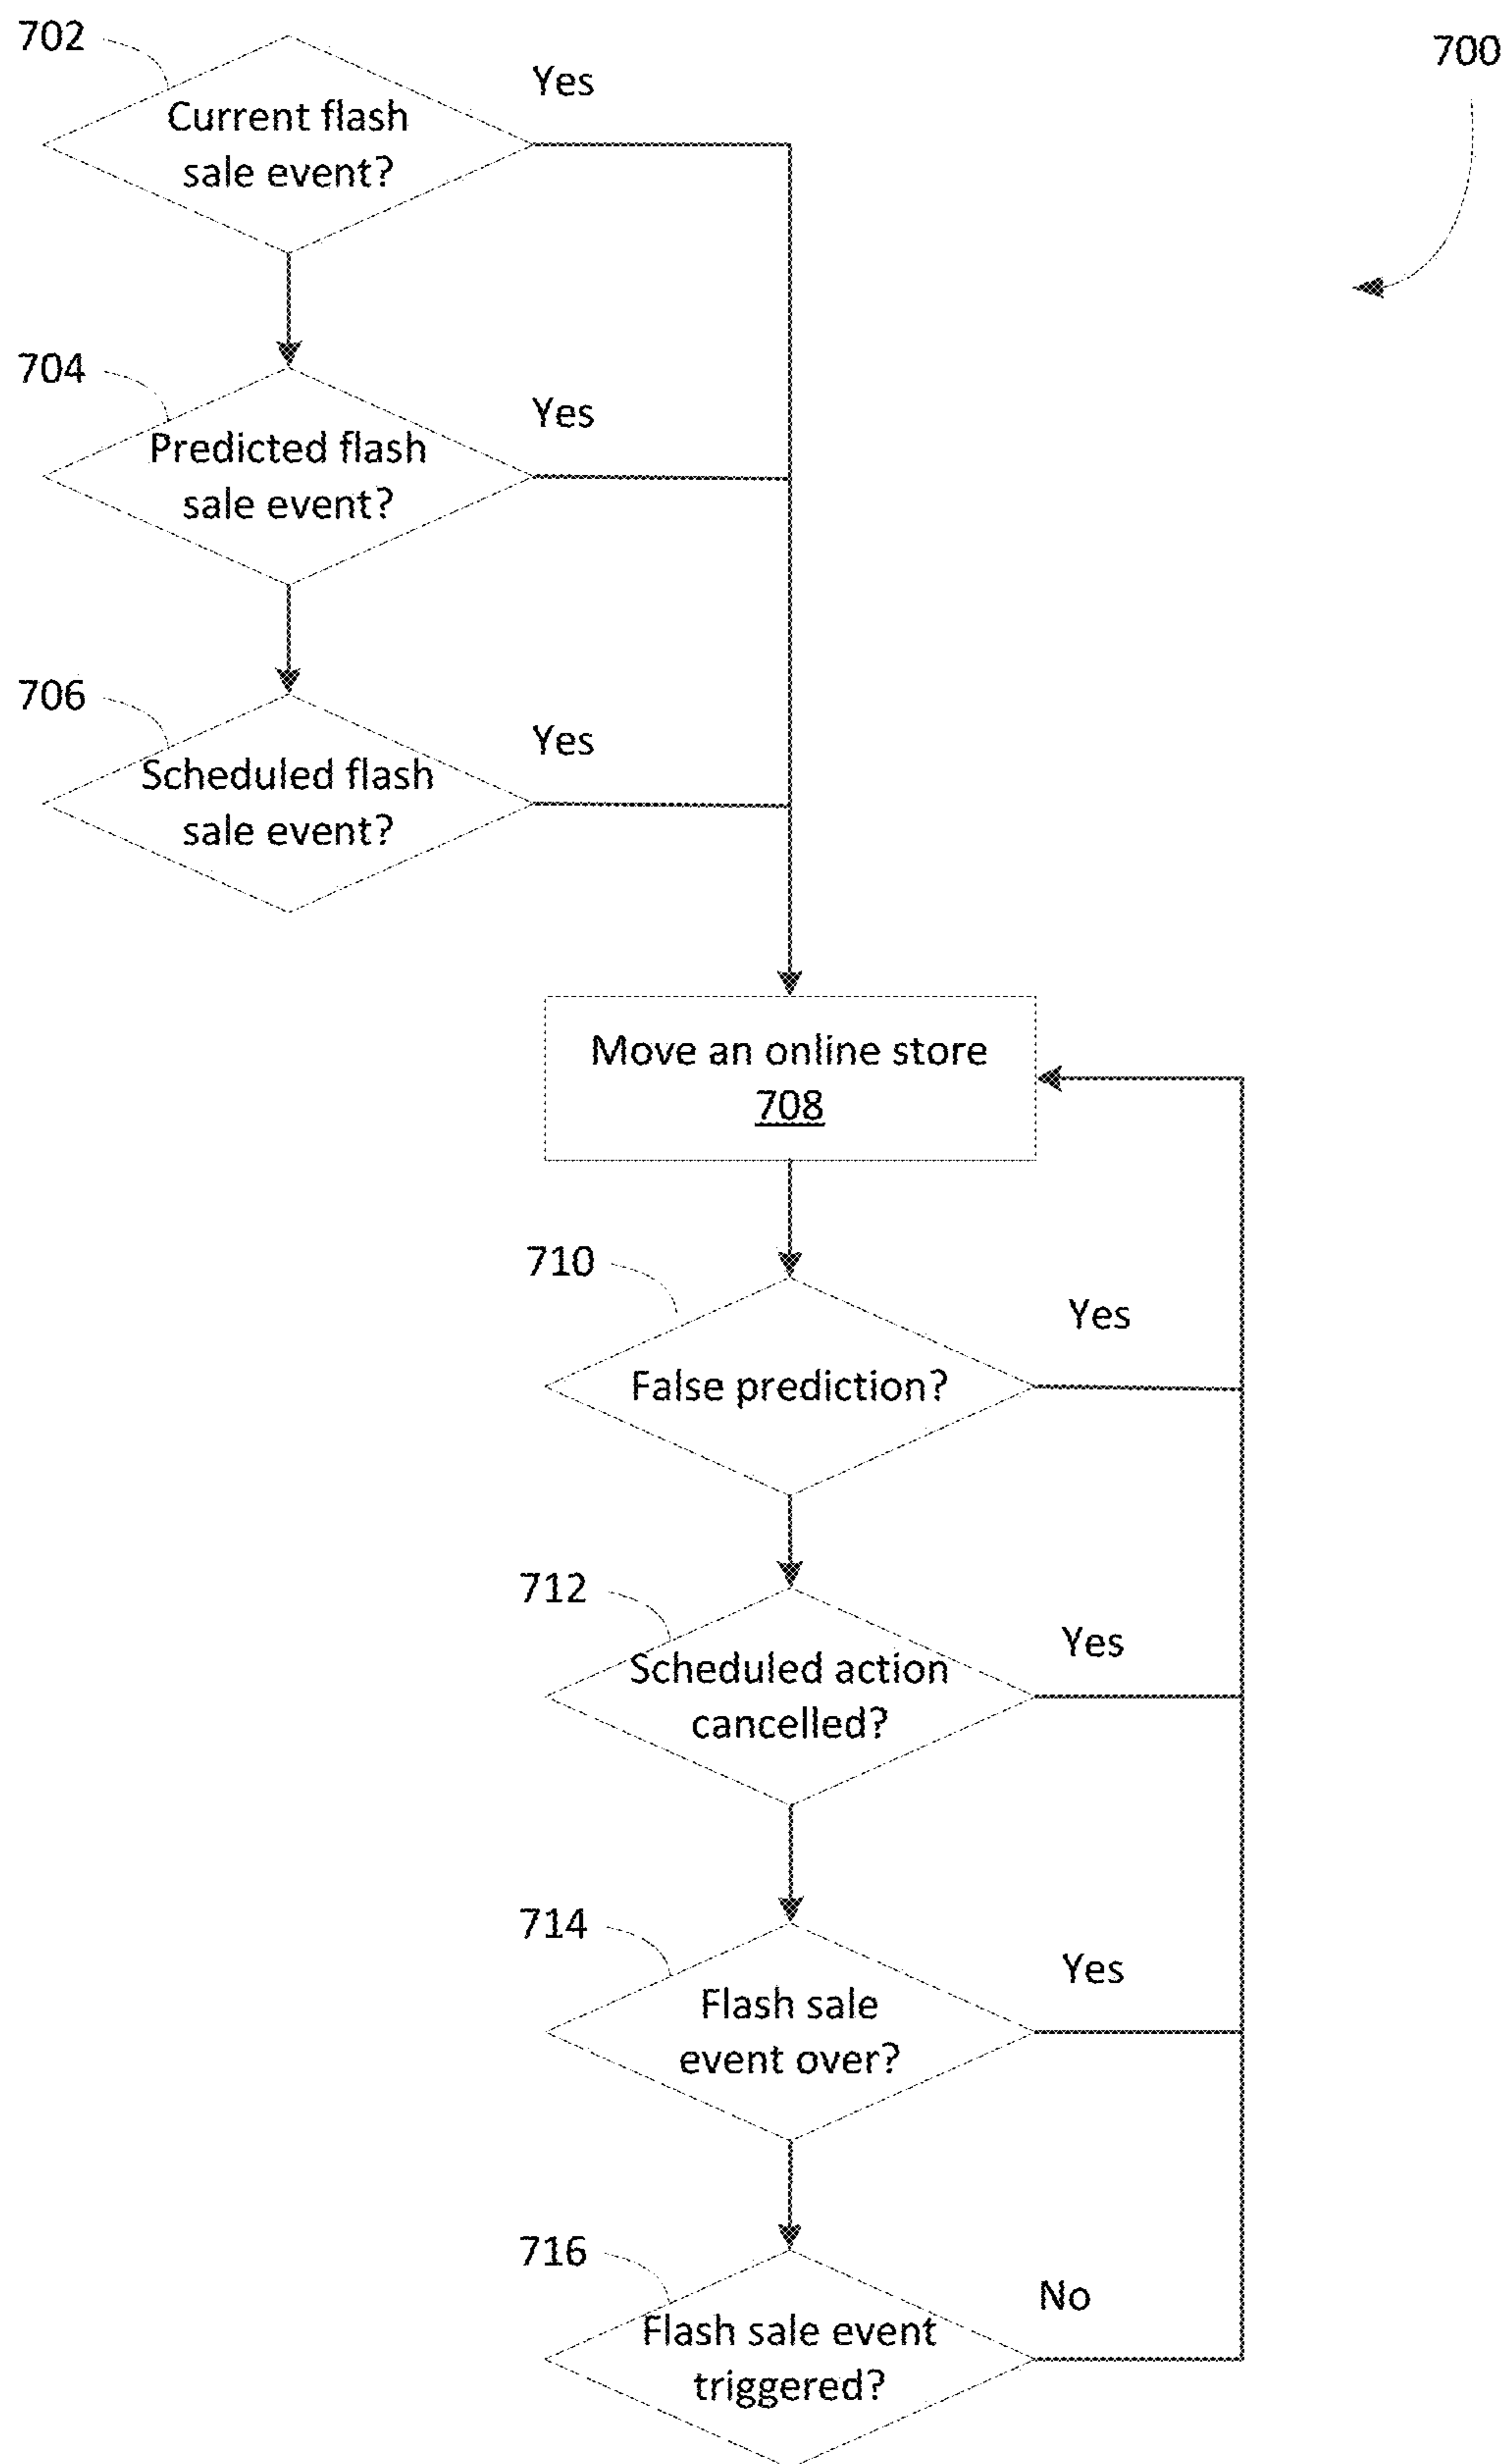 702
700
Yes
Current flash
sale event?
704
Yes
Predicted flash
sale event?
706
Yes
Scheduled flash
sale event?
Move an online store
708
710
Yes
False prediction?
712
Yes
Scheduled action
cancelled?
714
Yes
Flash sale
event over?
716
No
Flash sale event
triggered?